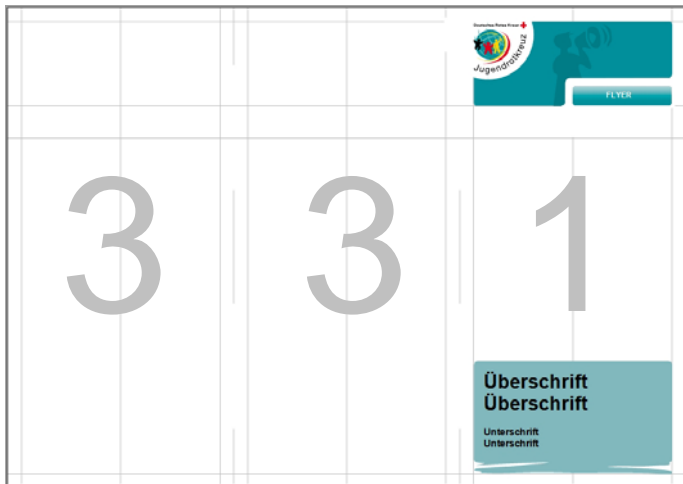 Deutsches Rotes Kreuz
Jugendrotkreuz
FLYER
3 3 1
Überschrift
Überschrift
Unterschrift
Unterschrift